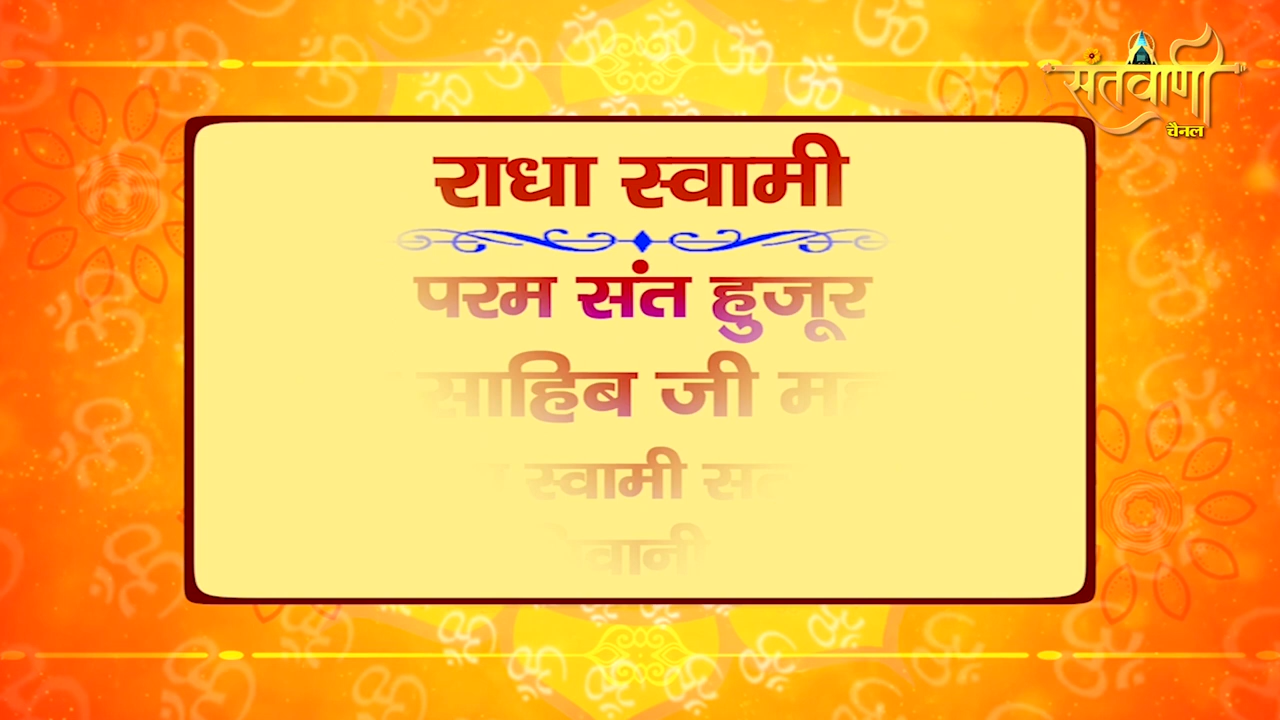 संतवाणी
चैनल
राधा स्वामी
परम संत हुजूर
साहिब जी
स्वामी